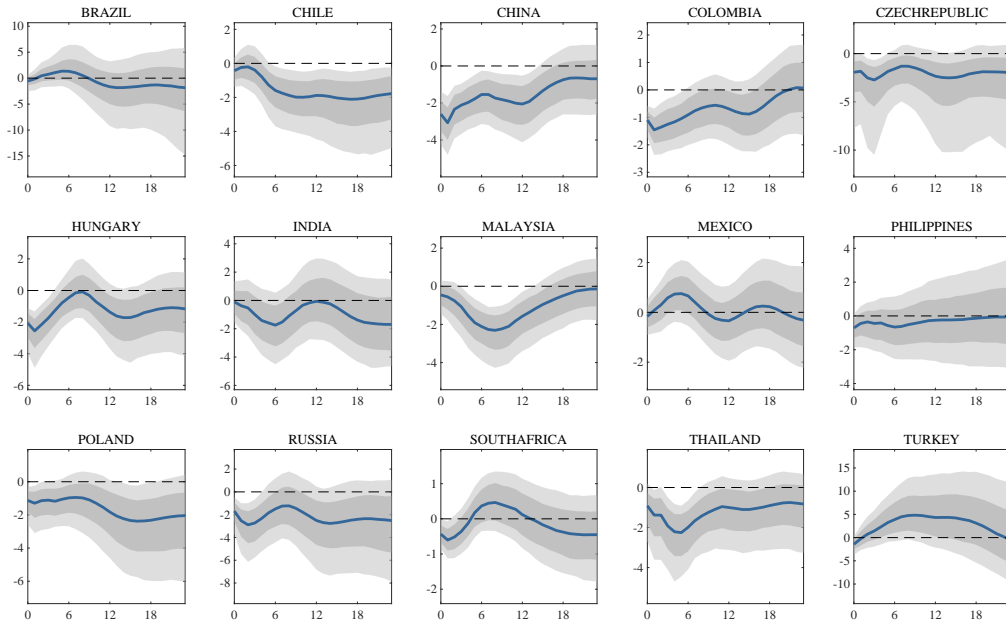 BRAZIL
10
5
0
-5
-10
-15
0 6 12 18
CHILE
2
0
-2
-4
-6
0 6 12 18
CHINA
2
0
-2
-4
0 6 12 18
COLOMBIA
2
1
0
-1
-2
-3
0 6 12 18
CZECHREPUBLIC
0
-5
-10
0 6 12 18
HUNGARY
2
0
-2
-4
-6
0 6 12 18
INDIA
4
2
0
-2
-4
-6
0 6 12 18
MALAYSIA
2
0
-2
-4
0 6 12 18
MEXICO
2
0
-2
0 6 12 18
PHILIPPINES
4
2
0
-2
-4
0 6 12 18
POLAND
0
-2
-4
-6
0 6 12 18
RUSSIA
2
0
-2
-4
-6
-8
0 6 12 18
SOUTHAFRICA
1
0
-1
-2
0 6 12 18
THAILAND
0
-2
-4
0 6 12 18
TURKEY
15
10
5
0
-5
-10
0 6 12 18